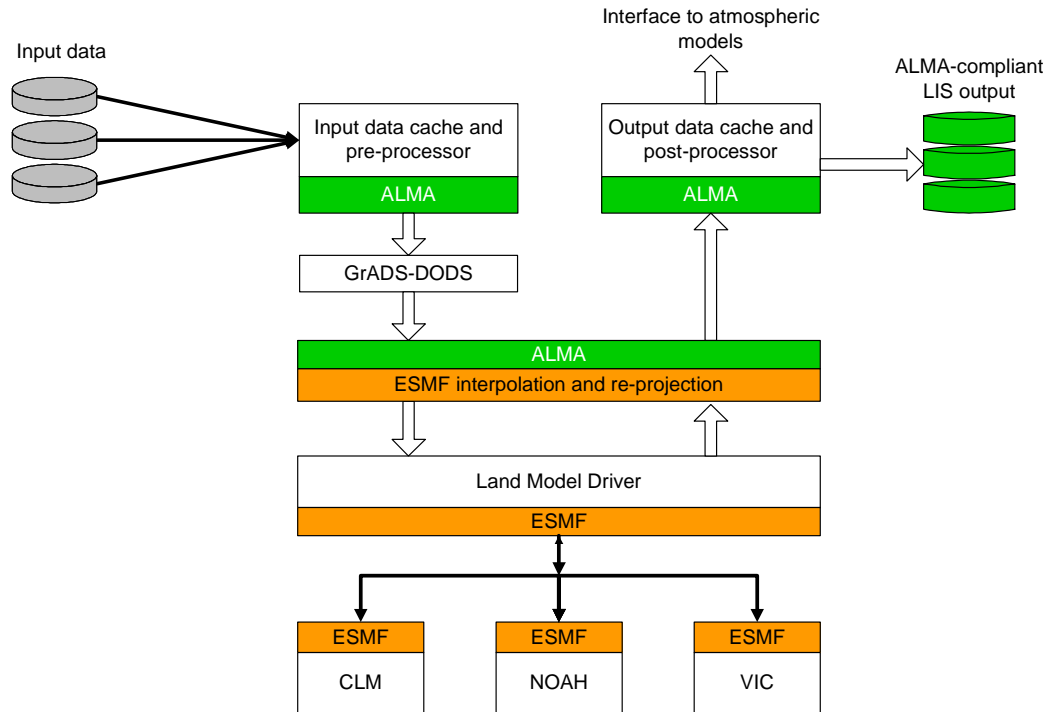 Input data
Interface to atmospheric
models
ALMA-compliant
LIS output
Input data cache and
pre-processor
ALMA
Output data cache and
post-processor
ALMA
GrADS-DODS
ALMA
ESMF interpolation and re-projection
Land Model Driver
ESMF
ESMF
CLM
ESMF
NOAH
ESMF
VIC